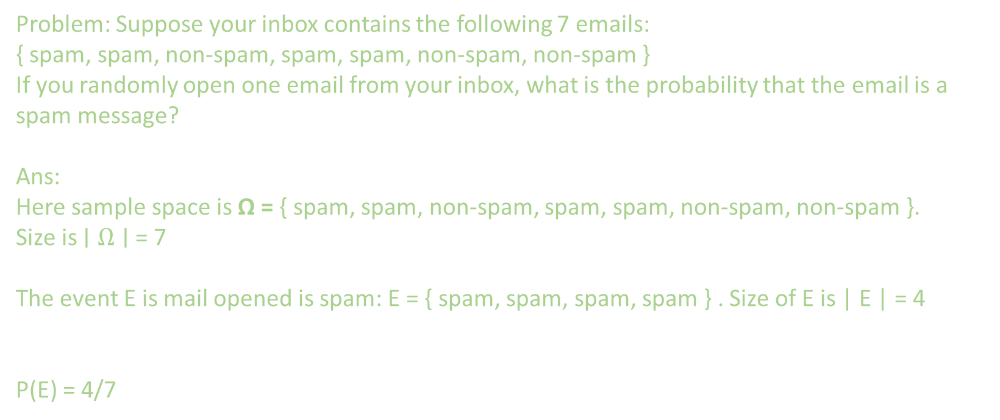 Problem: Suppose your inbox contains the following 7 emails:
{ spam, spam, non-spam, spam, spam, non-spam, non-spam }
If you randomly open one email from your inbox, what is the probability that the email is a
spam message?
Ans:
Here sample space is Ω = { spam, spam, non-spam, spam, spam, non-spam, non-spam }.
Size is | Ω | = 7
The event E is mail opened is spam: E = { spam, spam, spam, spam } . Size of E is | E | = 4
P(E) = 4/7